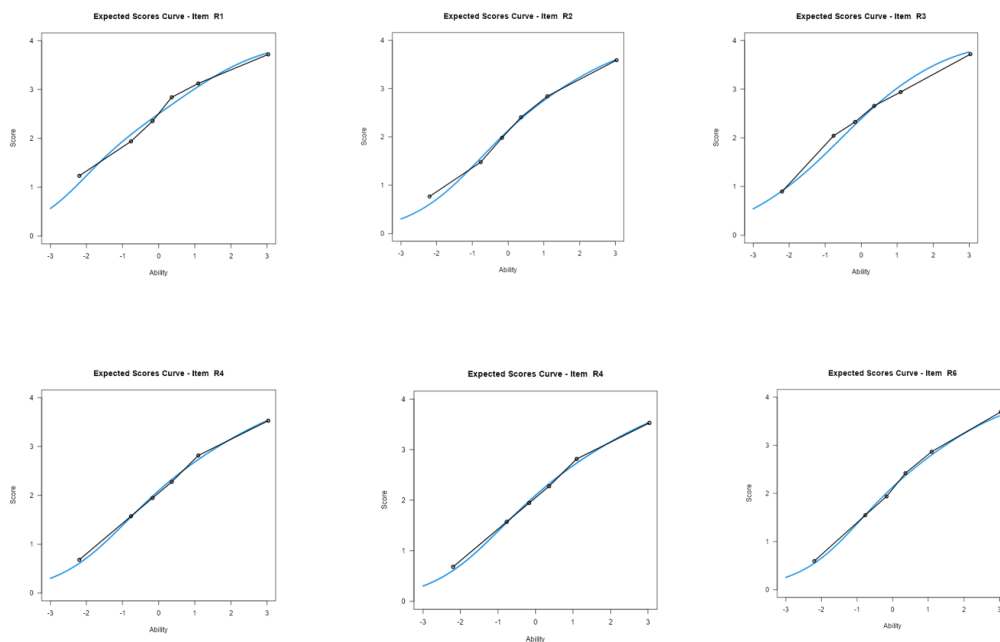 Expected Scores Curve - Item R1
Expected Scores Curve - Item R2
Expected Scores Curve - Item R3
4
3
2
1
0
Score
-3 -2 -1 0 1 2 3
Ability
4
3
2
1
0
Score
-3 -2 -1 0 1 2 3
Ability
4
3
2
1
0
Score
-3 -2 -1 0 1 2 3
Ability
Expected Scores Curve - Item R4
Expected Scores Curve - Item R4
Expected Scores Curve - Item R6
4
3
2
1
0
Score
-3 -2 -1 0 1 2 3
Ability
4
3
2
1
0
Score
-3 -2 -1 0 1 2 3
Ability
4
3
2
1
0
Score
-3 -2 -1 0 1 2 3
Ability